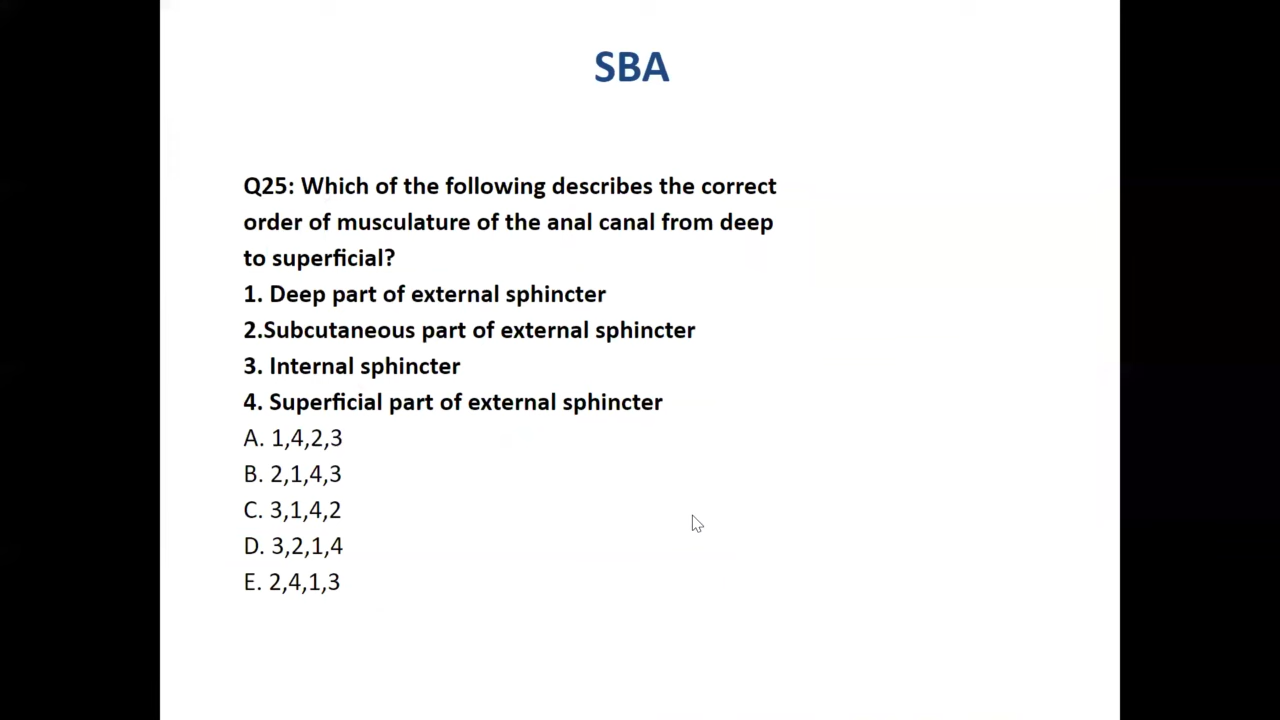 SBA
Q25: Which of the following describes the correct
order of musculature of the anal canal from deep
to superficial?
1. Deep part of external sphincter
2.Subcutaneous part of external sphincter
3. Internal sphincter
4. Superficial part of external sphincter
A. 1,4,2,3
B. 2,1,4,3
C. 3,1,4,2
D. 3,2,1,4
E. 2,4,1,3